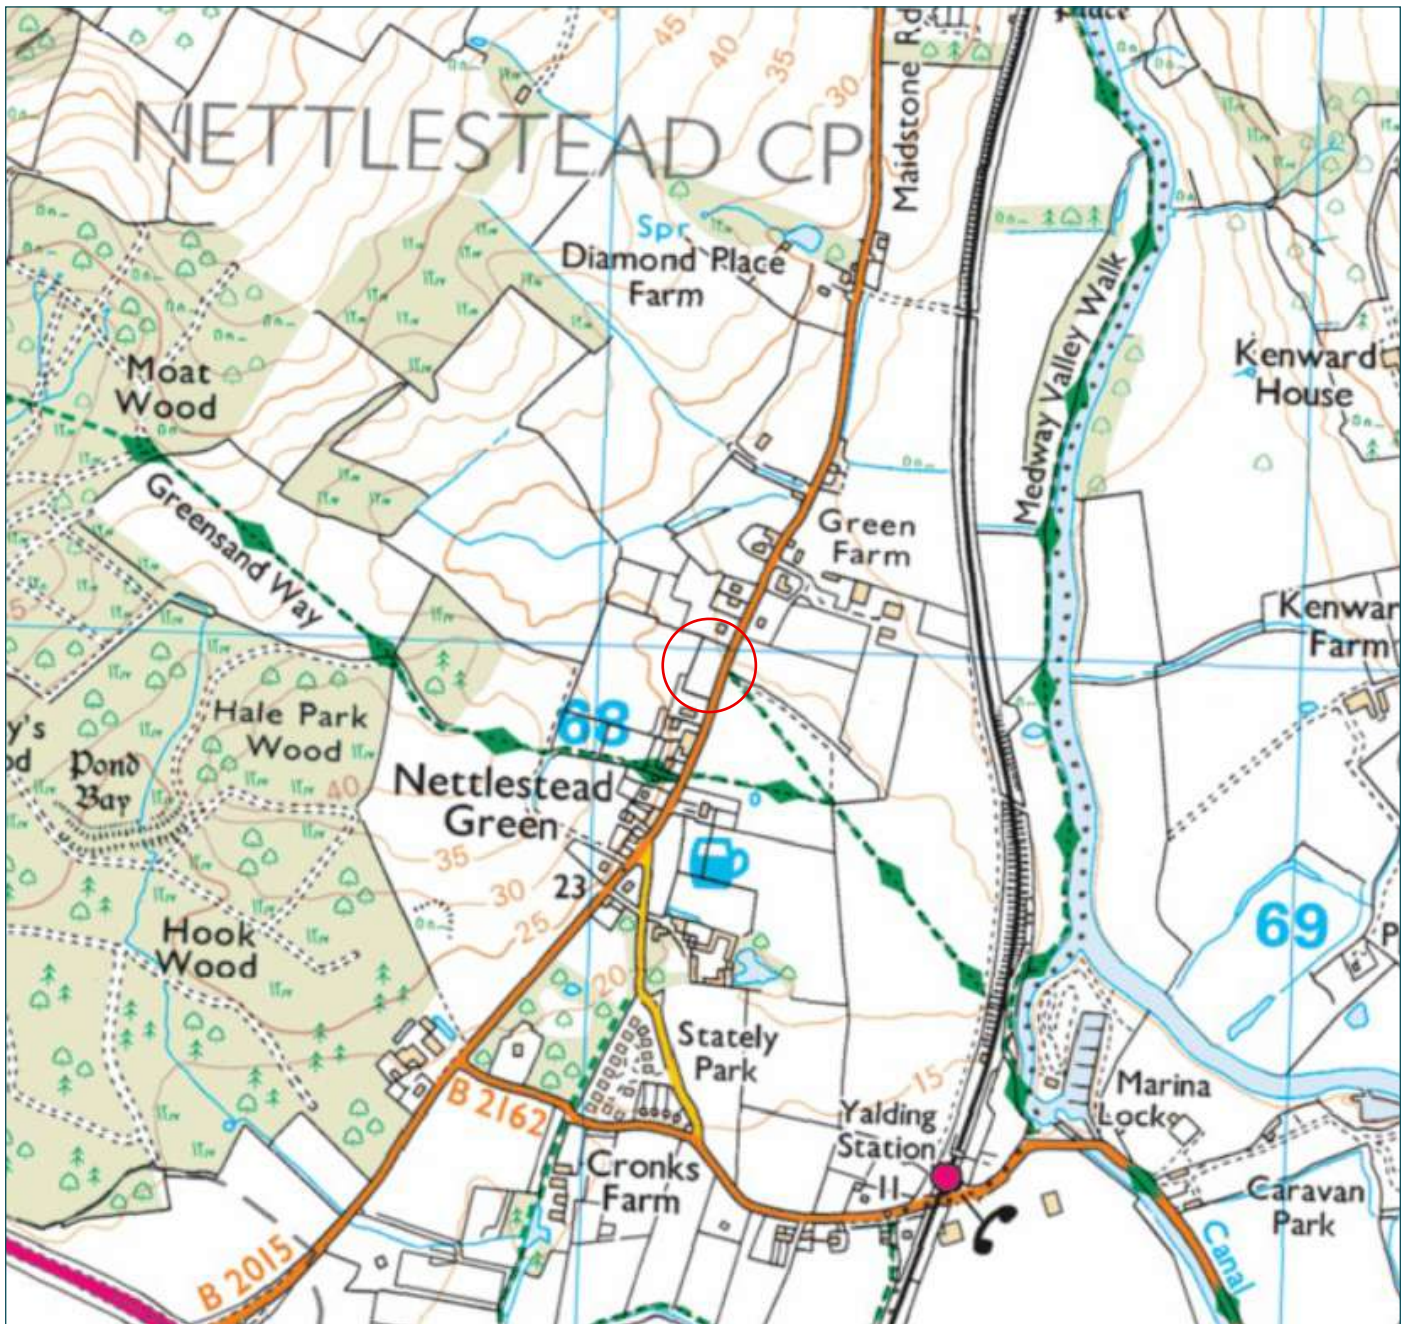 Place
45
40
35
30
Maidstone Rd
NETTLESTEAD CP
Spr
Diamond Place
Farm
Medway Valley Walk
Kenward
House
Moat
Wood
Greensand Way
Green
Farm
Kenwar
Farm
5
68
Hale Park
Wood
y's
od
Pond
Bay
40
Nettlestead
Green
35
30
25
23
20
69
P
Hook
Wood
Stately
Park
15
Marina
Lock
Yalding
Station
11
B 2162
Cronks
Farm
Caravan
Park
Canal
B 2015